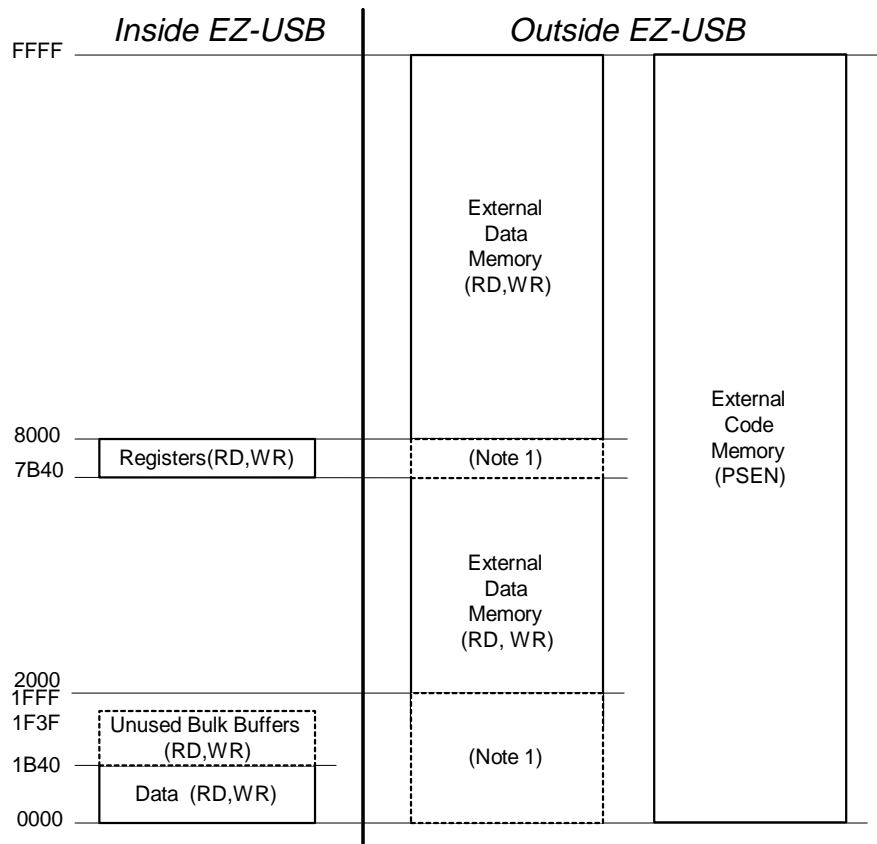 Inside EZ-USB
Outside EZ-USB
FFFF
External
Data
Memory
(RD,WR)
8000
Registers(RD,WR)
(Note 1)
7B40
External
Code
Memory
(PSEN)
External
Data
Memory
(RD, WR)
2000
1FFF
1F3F
Unused Bulk Buffers
(RD,WR)
1B40
(Note 1)
Data (RD,WR)
0000